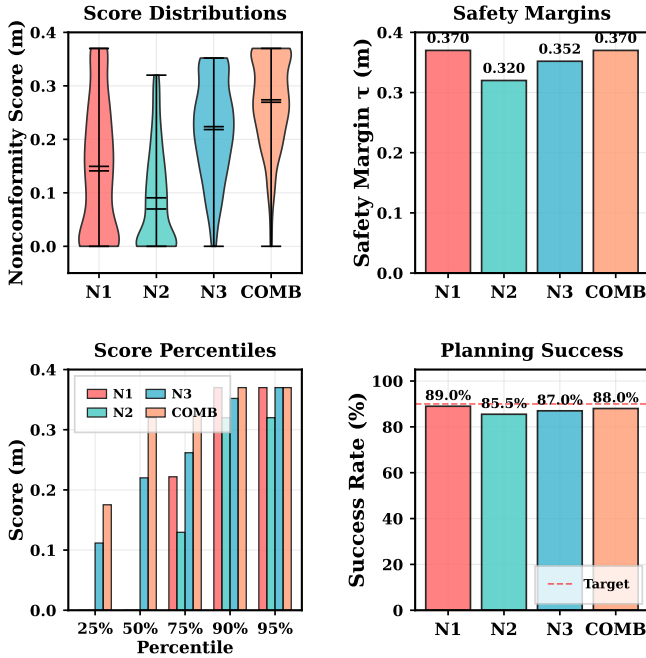 Score Distributions
Nonconformity Score (m)
0.4
0.3
0.2
0.1
0.0
N1 N2 N3 COMB
Safety Margins
Safety Margin τ (m)
0.4
0.3
0.2
0.1
0.0
0.370 0.320 0.352 0.370
N1 N2 N3 COMB
Score Percentiles
Score (m)
0.4
0.3
0.2
0.1
0.0
N1 N3
N2 COMB
25% 50% 75% 90% 95%
Percentile
Planning Success
Success Rate (%)
100
80
60
40
20
0
89.0% 85.5% 87.0% 88.0%
Target
N1 N2 N3 COMB